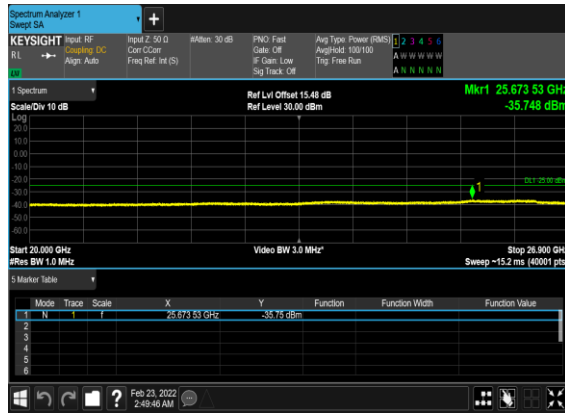 Spectrum Analyzer 1
Swept SA
KEYSIGHT Input: RF Input Z: 50 Ω #Atten: 30 dB PNO: Fast Avg Type: Power (RMS) 1 2 3 4 5 6
RL Coupling: DC Corr CCorr Gate: Off Avg|Hold: 100/100 A W W W W W
Align: Auto Freq Ref: Int (S) IF Gain: Low Trig: Free Run
Sig Track: Off A N N N N N
1 Spectrum Ref Lvl Offset 15.48 dB Mkr1 25.673 53 GHz
Scale/Div 10 dB Ref Level 30.00 dBm -35.748 dBm
Log
20.0
10.0
0.00
-10.0
-20.0 DL1 -25.00 dBm
-30.0 1
-40.0
-50.0
-60.0
Start 20.000 GHz Video BW 3.0 MHz* Stop 26.900 GHz
#Res BW 1.0 MHz Sweep ~15.2 ms (40001 pts)
5 Marker Table
Mode Trace Scale X Y Function Function Width Function Value
1 N 1 f 25.673 53 GHz -35.75 dBm
2
3
4
5
6
? Feb 23, 2022
2:49:46 AM